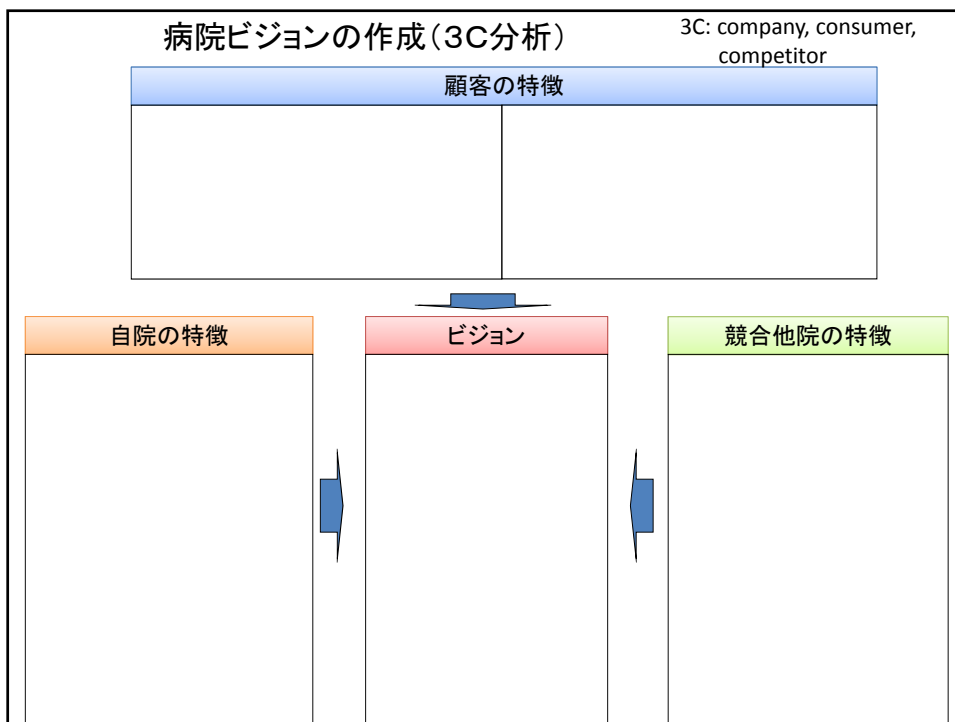 病院ビジョンの作成(3C分析)
3C: company, consumer,
competitor
顧客の特徴
自院の特徴
ビジョン
競合他院の特徴